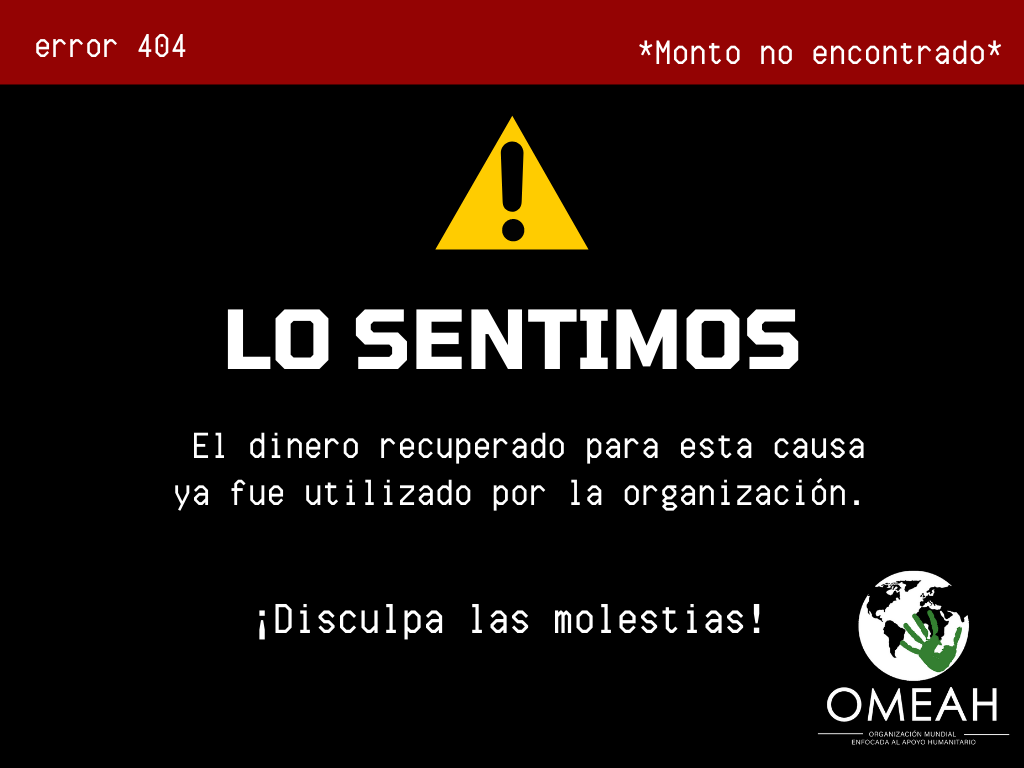 error 404
*Monto no encontrado*
LO SENTIMOS
El dinero recuperado para esta causa
ya fue utilizado por la organización.
¡Disculpa las molestias!
OMEAH
ORGANIZACIÓN MUNDIAL
ENFOCADA AL APOYO HUMANITARIO